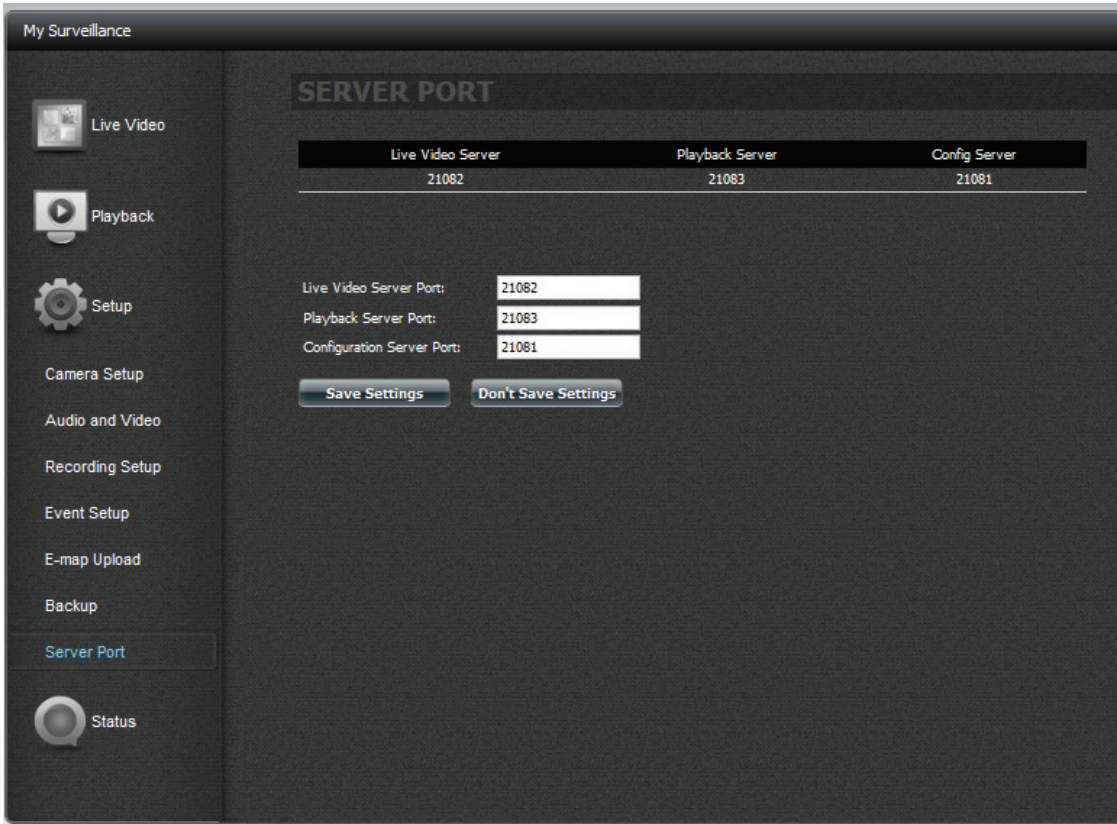 My Surveillance
Live Video
Playback
Setup
Camera Setup
Audio and Video
Recording Setup
Event Setup
E-map Upload
Backup
Server Port
Status
SERVER PORT
Live Video Server Playback Server Config Server
21082 21083 21081
Live Video Server Port: 21082
Playback Server Port: 21083
Configuration Server Port: 21081
Save Settings Don't Save Settings